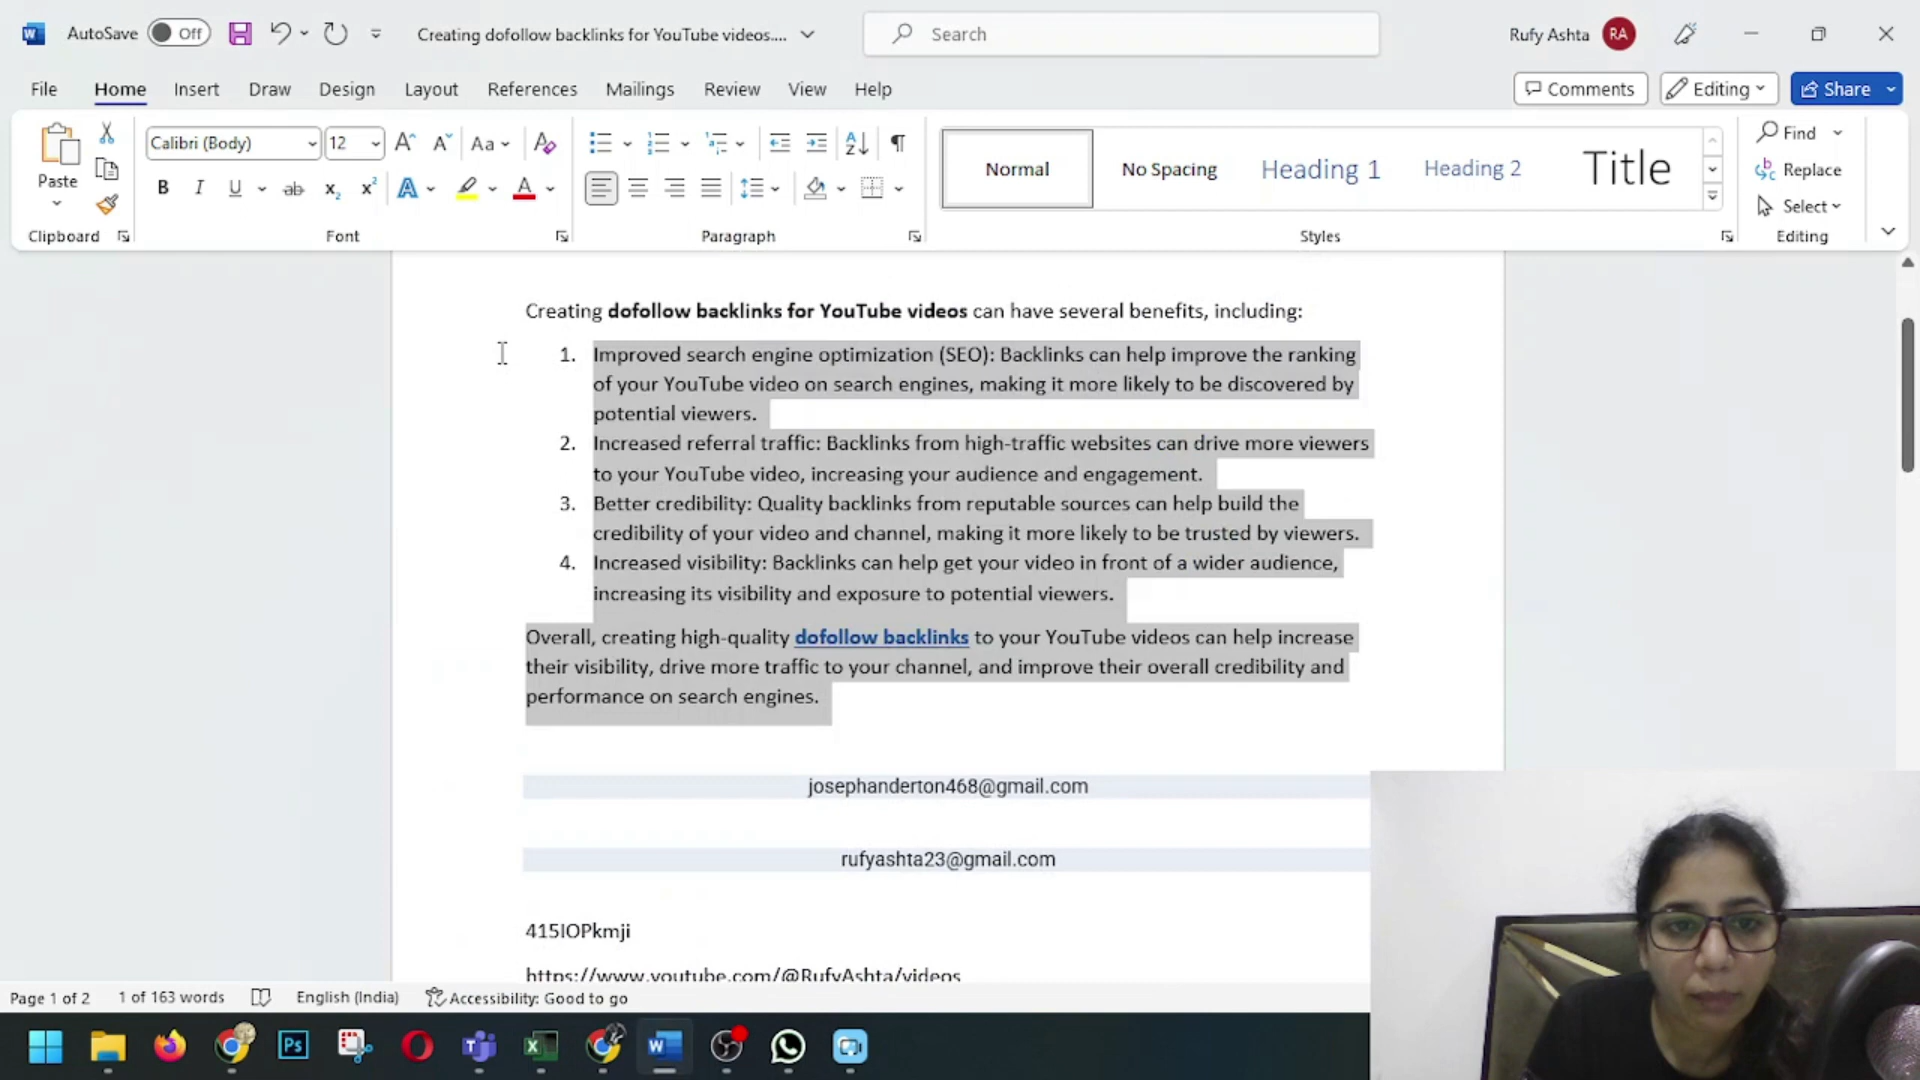 AutoSave Off Creating dofollow backlinks for YouTube videos.... Search Rufy Ashta RA
File Home Insert Draw Design Layout References Mailings Review View Help Comments Editing Share
Paste
Clipboard
Calibri (Body) 12
Font
Paragraph
Normal No Spacing Heading 1 Heading 2 Title
Styles
Find
Replace
Select
Editing
Creating dofollow backlinks for YouTube videos can have several benefits, including:
1. Improved search engine optimization (SEO): Backlinks can help improve the ranking
of your YouTube video on search engines, making it more likely to be discovered by
potential viewers.
2. Increased referral traffic: Backlinks from high-traffic websites can drive more viewers
to your YouTube video, increasing your audience and engagement.
3. Better credibility: Quality backlinks from reputable sources can help build the
credibility of your video and channel, making it more likely to be trusted by viewers.
4. Increased visibility: Backlinks can help get your video in front of a wider audience,
increasing its visibility and exposure to potential viewers.
Overall, creating high-quality dofollow backlinks to your YouTube videos can help increase
their visibility, drive more traffic to your channel, and improve their overall credibility and
performance on search engines.
josephanderton468@gmail.com
rufyashta23@gmail.com
415IOPkmji
https://www.youtube.com/@RufyAshta/videos
Page 1 of 2 1 of 163 words English (India) Accessibility: Good to go